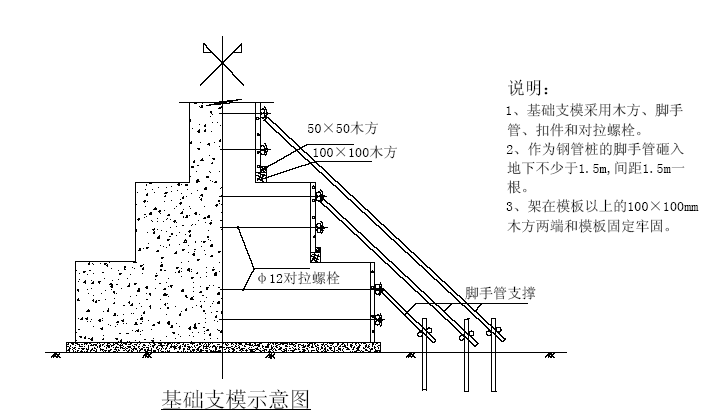 说明:
1、基础支模采用木方、脚手
管、扣件和对拉螺栓。
2、作为钢管桩的脚手管砸入
地下不少于1.5m,间距1.5m一
根。
3、架在模板以上的100×100mm
木方两端和模板固定牢固。
50×50木方
100×100木方
φ12对拉螺栓
脚手管支撑
基础支模示意图